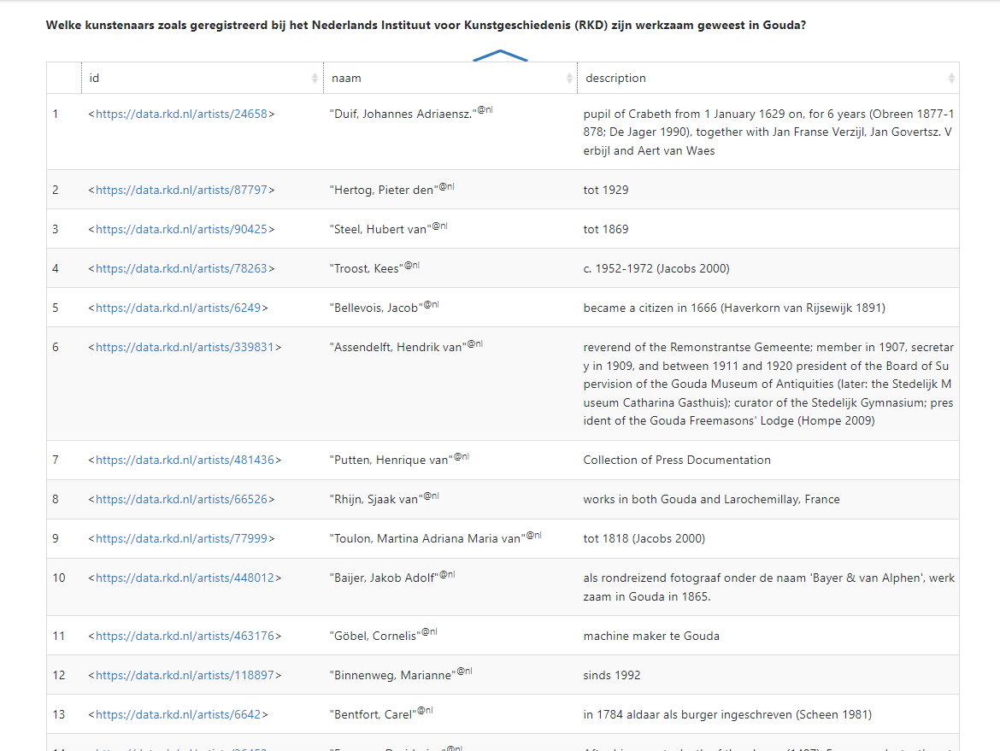 Welke kunstenaars zoals geregistreerd bij het Nederlands Instituut voor Kunstgeschiedenis (RKD) zijn werkzaam geweest in Gouda?
id naam description
1 <https://data.rkd.nl/artists/24658> "Duif, Johannes Adriaensz."@nl pupil of Crabeth from 1 January 1629 on, for 6 years (Obreen 1877-1
878; De Jager 1990), together with Jan Franse Verzijl, Jan Govertsz. V
erbijl and Aert van Waes
2 <https://data.rkd.nl/artists/87797> "Hertog, Pieter den"@nl tot 1929
3 <https://data.rkd.nl/artists/90425> "Steel, Hubert van"@nl tot 1869
4 <https://data.rkd.nl/artists/78263> "Troost, Kees"@nl c. 1952-1972 (Jacobs 2000)
5 <https://data.rkd.nl/artists/6249> "Bellevois, Jacob"@nl became a citizen in 1666 (Haverkorn van Rijsewijk 1891)
6 <https://data.rkd.nl/artists/339831> "Assendelft, Hendrik van"@nl reverend of the Remonstrantse Gemeente; member in 1907, secretar
y in 1909, and between 1911 and 1920 president of the Board of Su
pervision of the Gouda Museum of Antiquities (later: the Stedelijk M
useum Catharina Gasthuis); curator of the Stedelijk Gymnasium; pres
ident of the Gouda Freemasons' Lodge (Hompe 2009)
7 <https://data.rkd.nl/artists/481436> "Putten, Henrique van"@nl Collection of Press Documentation
8 <https://data.rkd.nl/artists/66526> "Rhijn, Sjaak van"@nl works in both Gouda and Larochemillay, France
9 <https://data.rkd.nl/artists/77999> "Toulon, Martina Adriana Maria van"@nl tot 1818 (Jacobs 2000)
10 <https://data.rkd.nl/artists/448012> "Baijer, Jakob Adolf"@nl als rondreizend fotograaf onder de naam 'Bayer & van Alphen', werk
zaam in Gouda in 1865.
11 <https://data.rkd.nl/artists/463176> "Göbel, Cornelis"@nl machine maker te Gouda
12 <https://data.rkd.nl/artists/118897> "Binnenweg, Marianne"@nl sinds 1992
13 <https://data.rkd.nl/artists/6642> "Bentfort, Carel"@nl in 1784 aldaar als burger ingeschreven (Scheen 1981)